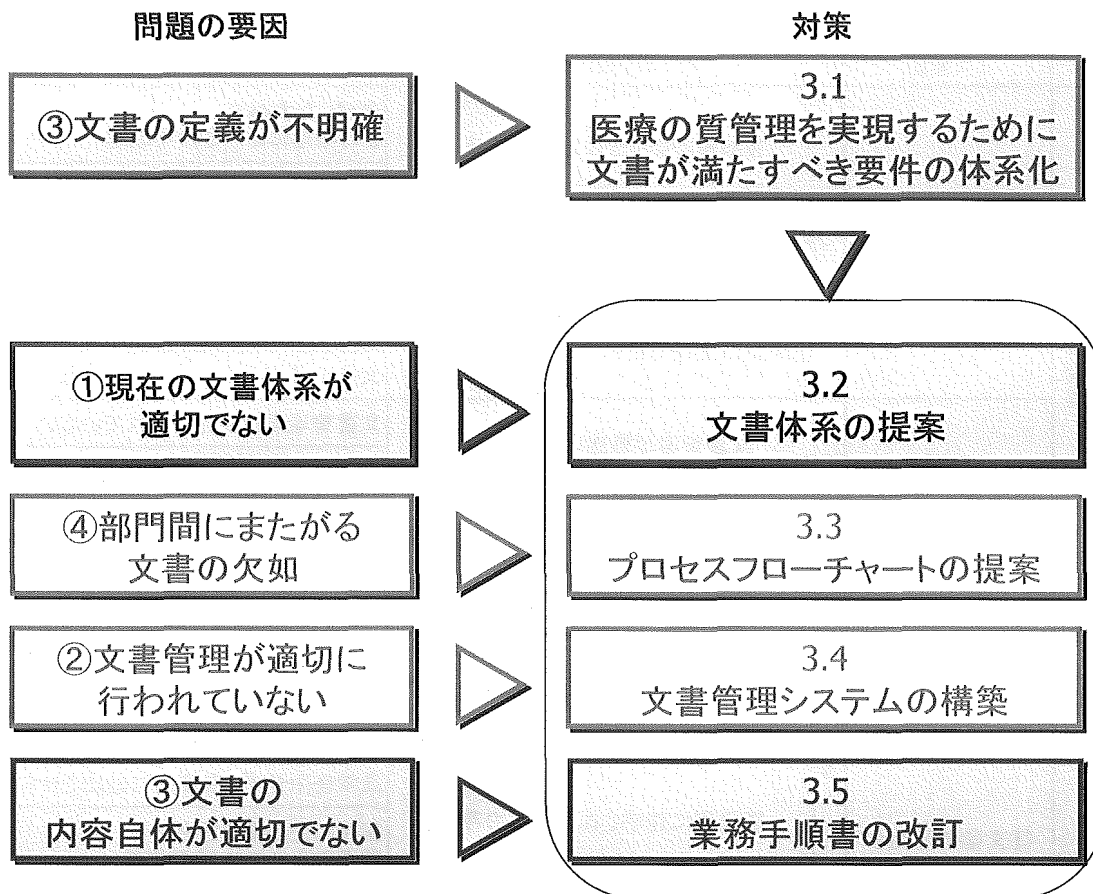 問題の要因
対策
③文書の定義が不明確
3.1
医療の質管理を実現するために
文書が満たすべき要件の体系化
①現在の文書体系が
適切でない
3.2
文書体系の提案
④部門間にまたがる
文書の欠如
3.3
プロセスフローチャートの提案
②文書管理が適切に
行われていない
3.4
文書管理システムの構築
③文書の
内容自体が適切でない
3.5
業務手順書の改訂